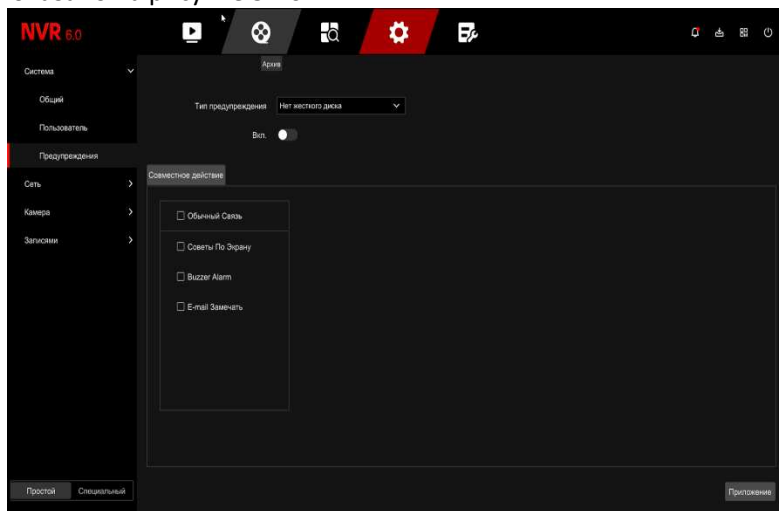 NVR 6.0
Архив
Система
Общий
Пользователь
Предупреждения
Сеть
Камера
Записями
Тип предупреждения Нет жесткого диска
Вкл.
Совместное действие
Обычный Связь
Советы По Экрану
Buzzer Alarm
E-mail Замечать
Простой Специальный
Приложение